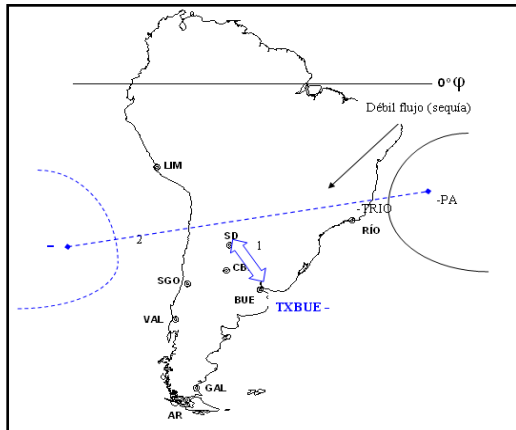 0° φ
Débil flujo (sequía)
LIM
-TRIO
-PA
RÍO
–
2
SD
1
CB
SGO
BUE
TXBUE –
VAL
GAL
AR